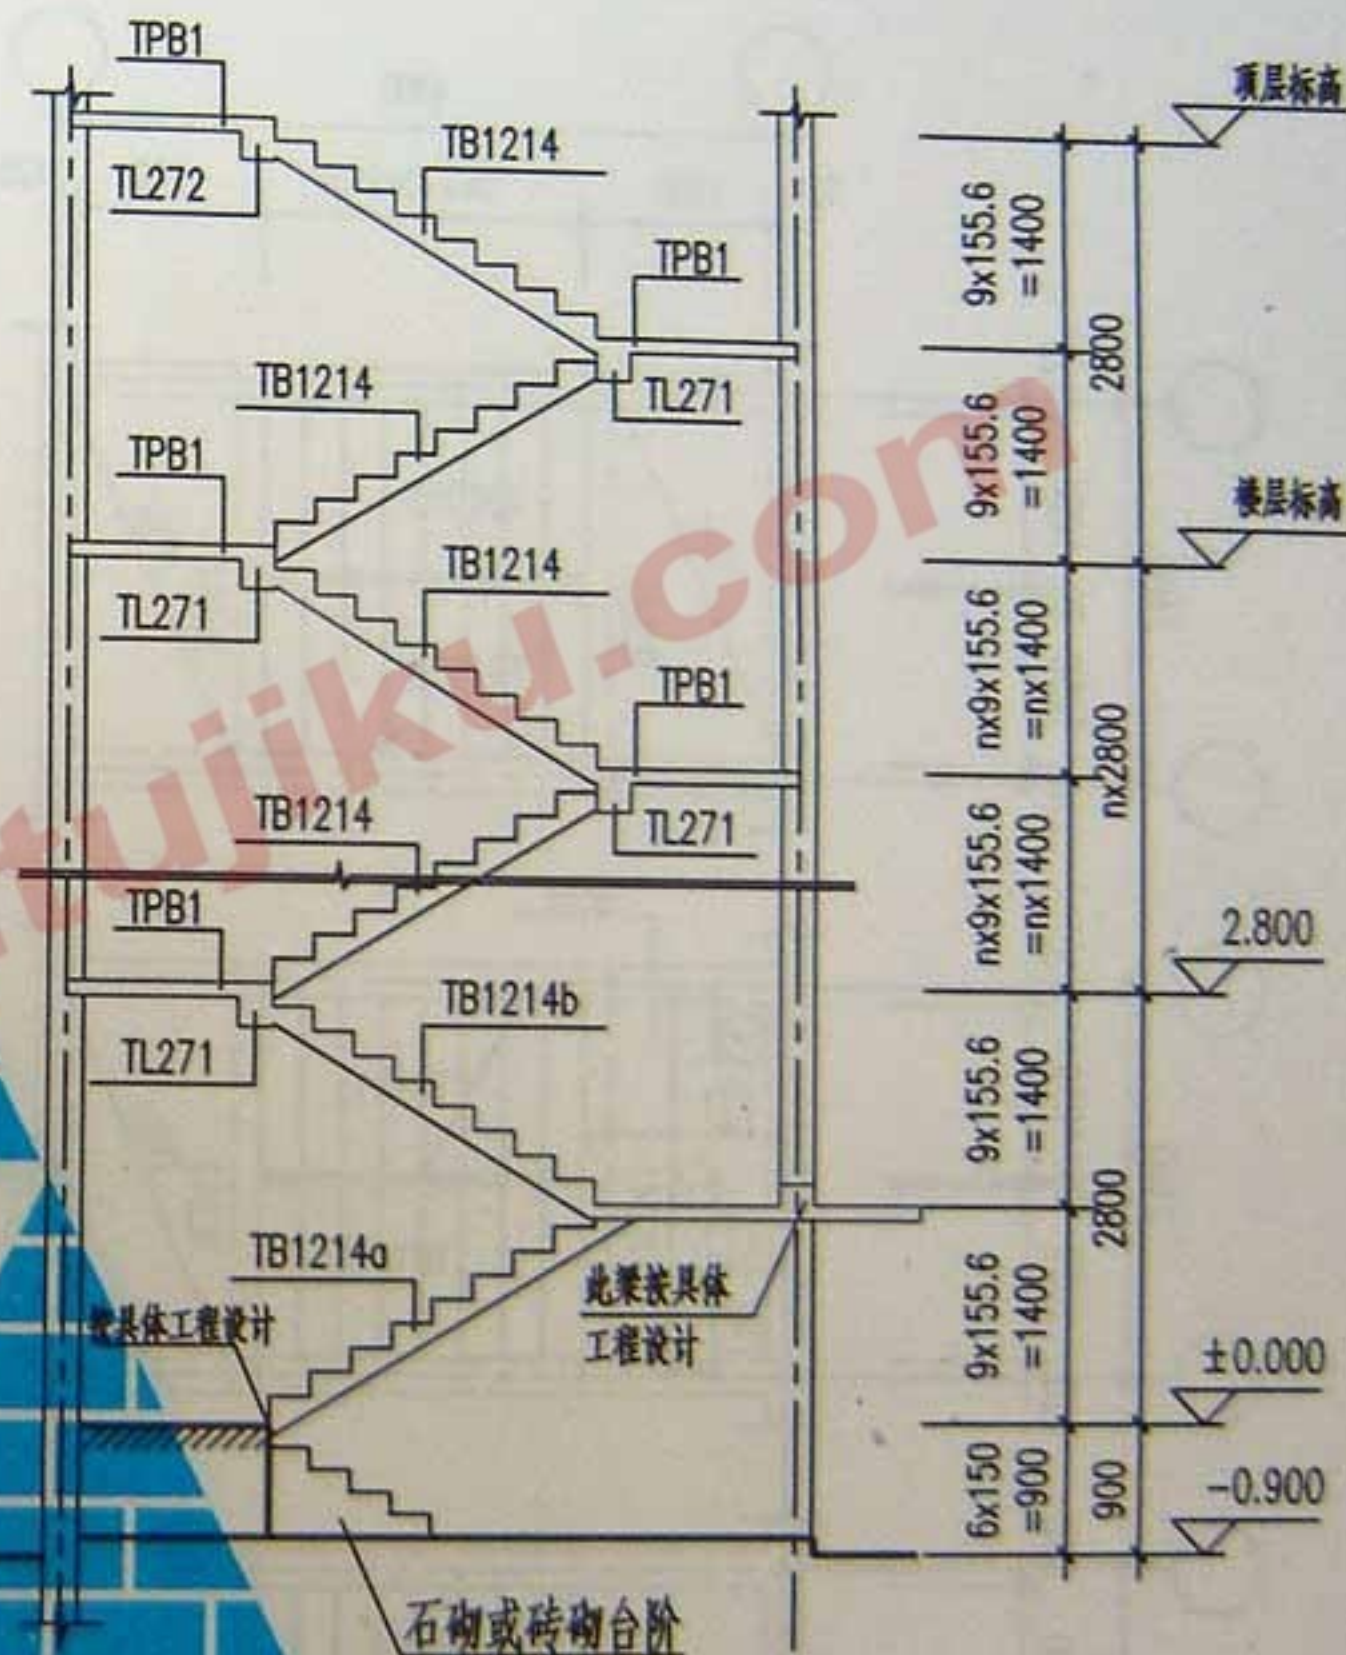 TPB1
顶层标高
TB1214
TL272
9x155.6
=1400
TPB1
2800
TB1214
TL271
9x155.6
=1400
TPB1
楼层标高
TB1214
TL271
nx9x155.6
=nx1400
TPB1
nx2800
TB1214
TL271
nx9x155.6
=nx1400
TPB1
2.800
TB1214b
TL271
9x155.6
=1400
2800
TB1214a
此梁按具体
工程设计
按具体工程设计
9x155.6
=1400
±0.000
6x150
=900
900
-0.900
石砌或砖砌台阶
tujiku.com